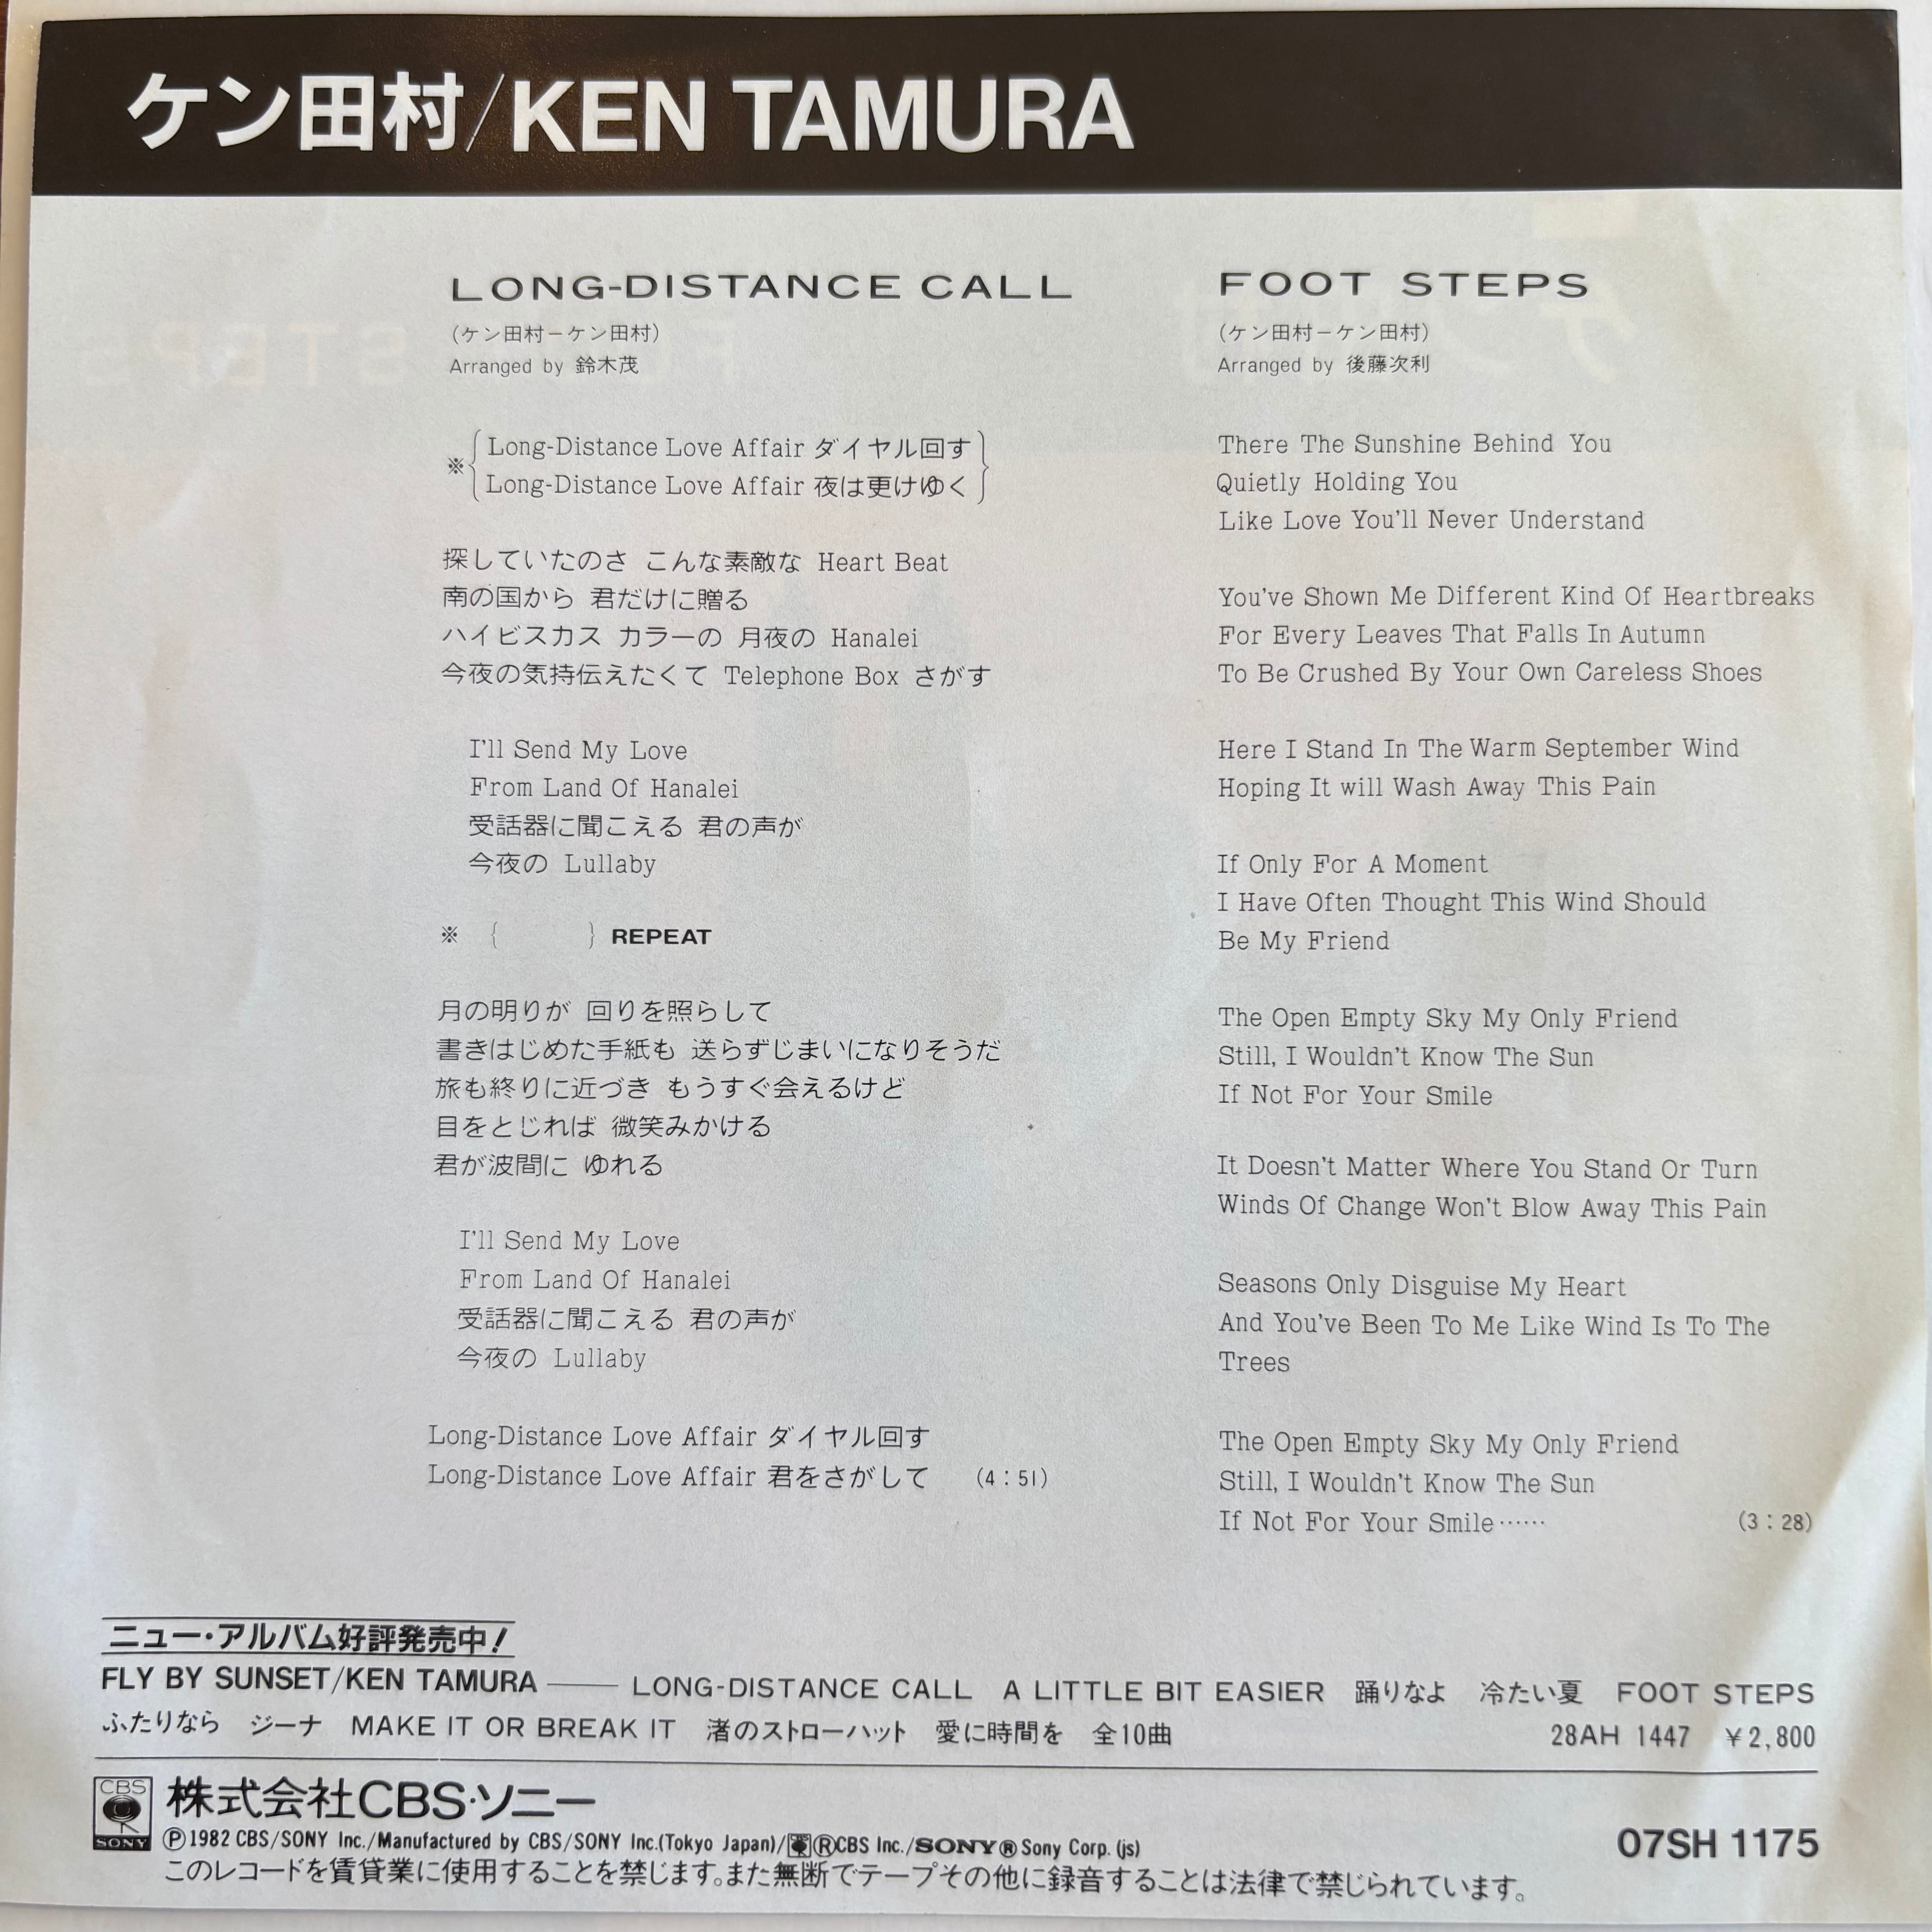 ケン田村/KEN TAMURA
LONG-DISTANCE CALL
(ケン田村－ケン田村)
Arranged by 鈴木茂
※{Long-Distance Love Affair ダイヤル回す
Long-Distance Love Affair 夜は更けゆく}
探していたのさ こんな素敵な Heart Beat
南の国から 君だけに贈る
ハイビスカス カラーの 月夜の Hanalei
今夜の気持伝えたくて Telephone Box さがす
I'll Send My Love
From Land Of Hanalei
受話器に聞こえる 君の声が
今夜の Lullaby
※ { } REPEAT
月の明りが 回りを照らして
書きはじめた手紙も 送らずじまいになりそうだ
旅も終りに近づき もうすぐ会えるけど
目をとじれば 微笑みかける
君が波間に ゆれる
I'll Send My Love
From Land Of Hanalei
受話器に聞こえる 君の声が
今夜の Lullaby
Long-Distance Love Affair ダイヤル回す
Long-Distance Love Affair 君をさがして (4：51)
FOOT STEPS
(ケン田村－ケン田村)
Arranged by 後藤次利
There The Sunshine Behind You
Quietly Holding You
Like Love You'll Never Understand
You've Shown Me Different Kind Of Heartbreaks
For Every Leaves That Falls In Autumn
To Be Crushed By Your Own Careless Shoes
Here I Stand In The Warm September Wind
Hoping It will Wash Away This Pain
If Only For A Moment
I Have Often Thought This Wind Should
Be My Friend
The Open Empty Sky My Only Friend
Still, I Wouldn't Know The Sun
If Not For Your Smile
It Doesn't Matter Where You Stand Or Turn
Winds Of Change Won't Blow Away This Pain
Seasons Only Disguise My Heart
And You've Been To Me Like Wind Is To The
Trees
The Open Empty Sky My Only Friend
Still, I Wouldn't Know The Sun
If Not For Your Smile…… (3：28)
ニュー・アルバム好評発売中!
FLY BY SUNSET/KEN TAMURA —— LONG-DISTANCE CALL A LITTLE BIT EASIER 踊りなよ 冷たい夏 FOOT STEPS
ふたりなら ジーナ MAKE IT OR BREAK IT 渚のストローハット 愛に時間を 全10曲 28AH 1447 ¥2,800
CBS SONY 株式会社CBS・ソニー
Ⓟ1982 CBS/SONY Inc./Manufactured by CBS/SONY Inc.(Tokyo Japan)/ⓇCBS Inc./SONY® Sony Corp. (js)
07SH 1175
このレコードを賃貸業に使用することを禁じます。また無断でテープその他に録音することは法律で禁じられています。